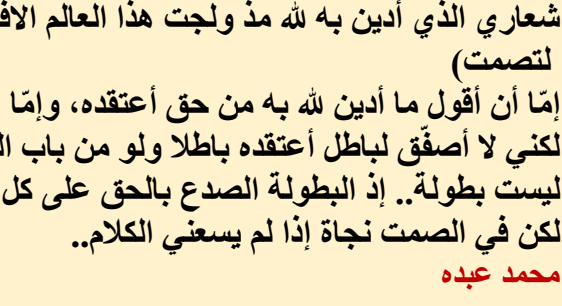 شعاري الذي أدين به لله مذ ولجت هذا العالم
لتصمت)
إمّا أن أقول ما أدين لله به من حق أعتقده، وإمّا
لكني لا أصفّق لباطل أعتقده باطلا ولو من باب
ليست بطولة.. إذ البطولة الصدع بالحق على كل
لكن في الصمت نجاة إذا لم يسعني الكلام..
محمد عبده